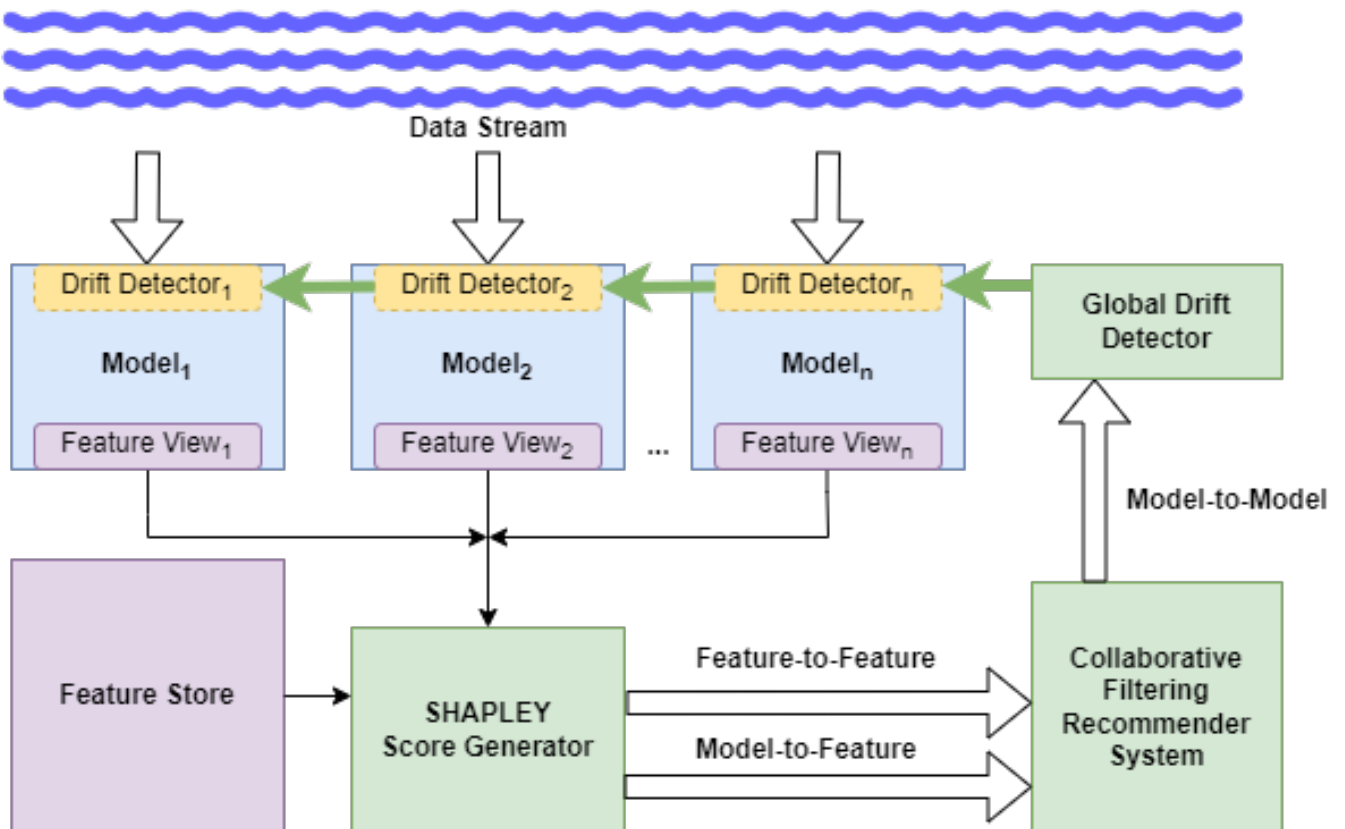 Data Stream
Drift Detector₁
Drift Detector₂
Drift Detectorₙ
Global Drift
Detector
Model₁
Model₂
Modelₙ
Feature View₁
Feature View₂
...
Feature Viewₙ
Model-to-Model
Feature Store
SHAPLEY
Score Generator
Feature-to-Feature
Model-to-Feature
Collaborative
Filtering
Recommender
System